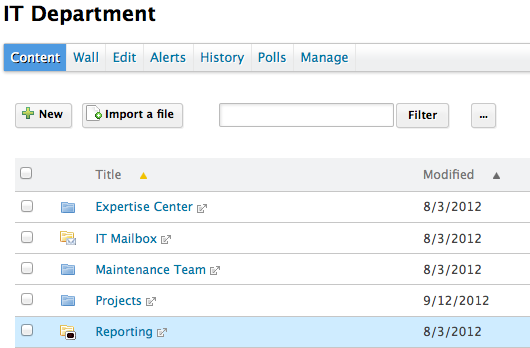 IT Department
Content Wall Edit Alerts History Polls Manage
New Import a file Filter ...
Title Modified
Expertise Center 8/3/2012
IT Mailbox 8/3/2012
Maintenance Team 8/3/2012
Projects 9/12/2012
Reporting 8/3/2012